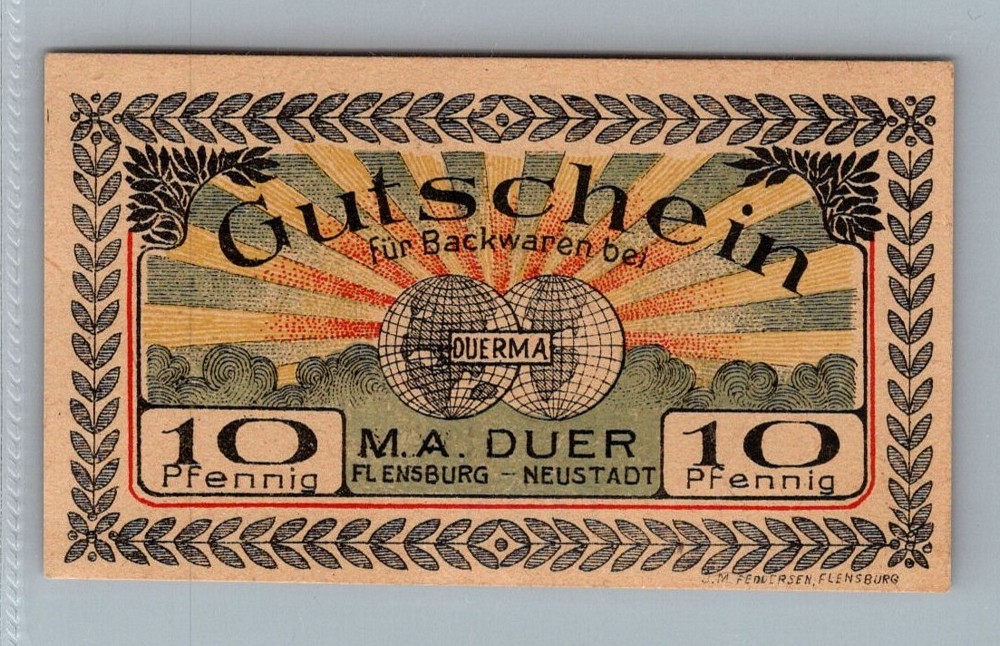 Gutschein
für Backwaren bei
DUERMA
M.A. DUER
FLENSBURG – NEUSTADT
10
Pfennig
10
Pfennig
J.M. FEDDERSEN, FLENSBURG